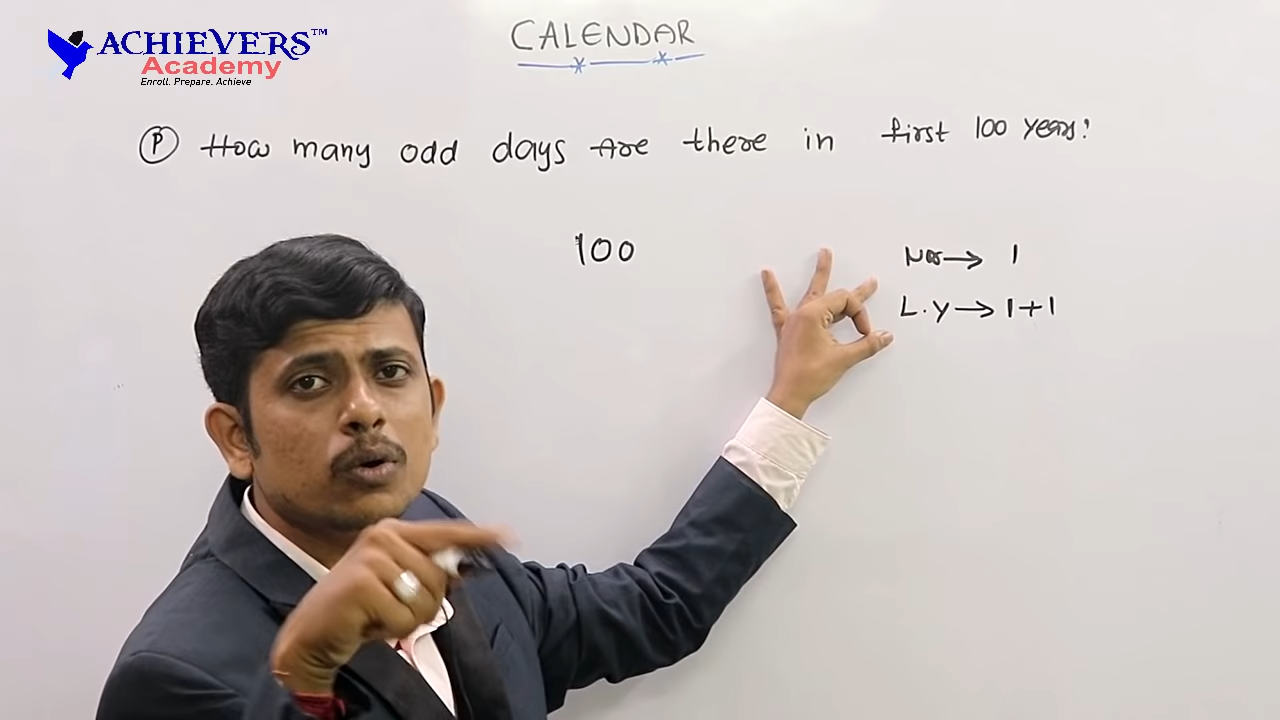 ACHIEVERS™
Academy
Enroll. Prepare. Achieve
CALENDAR
P How many odd days are there in first 100 years?
100
Nor→ 1
L.Y→ 1+1